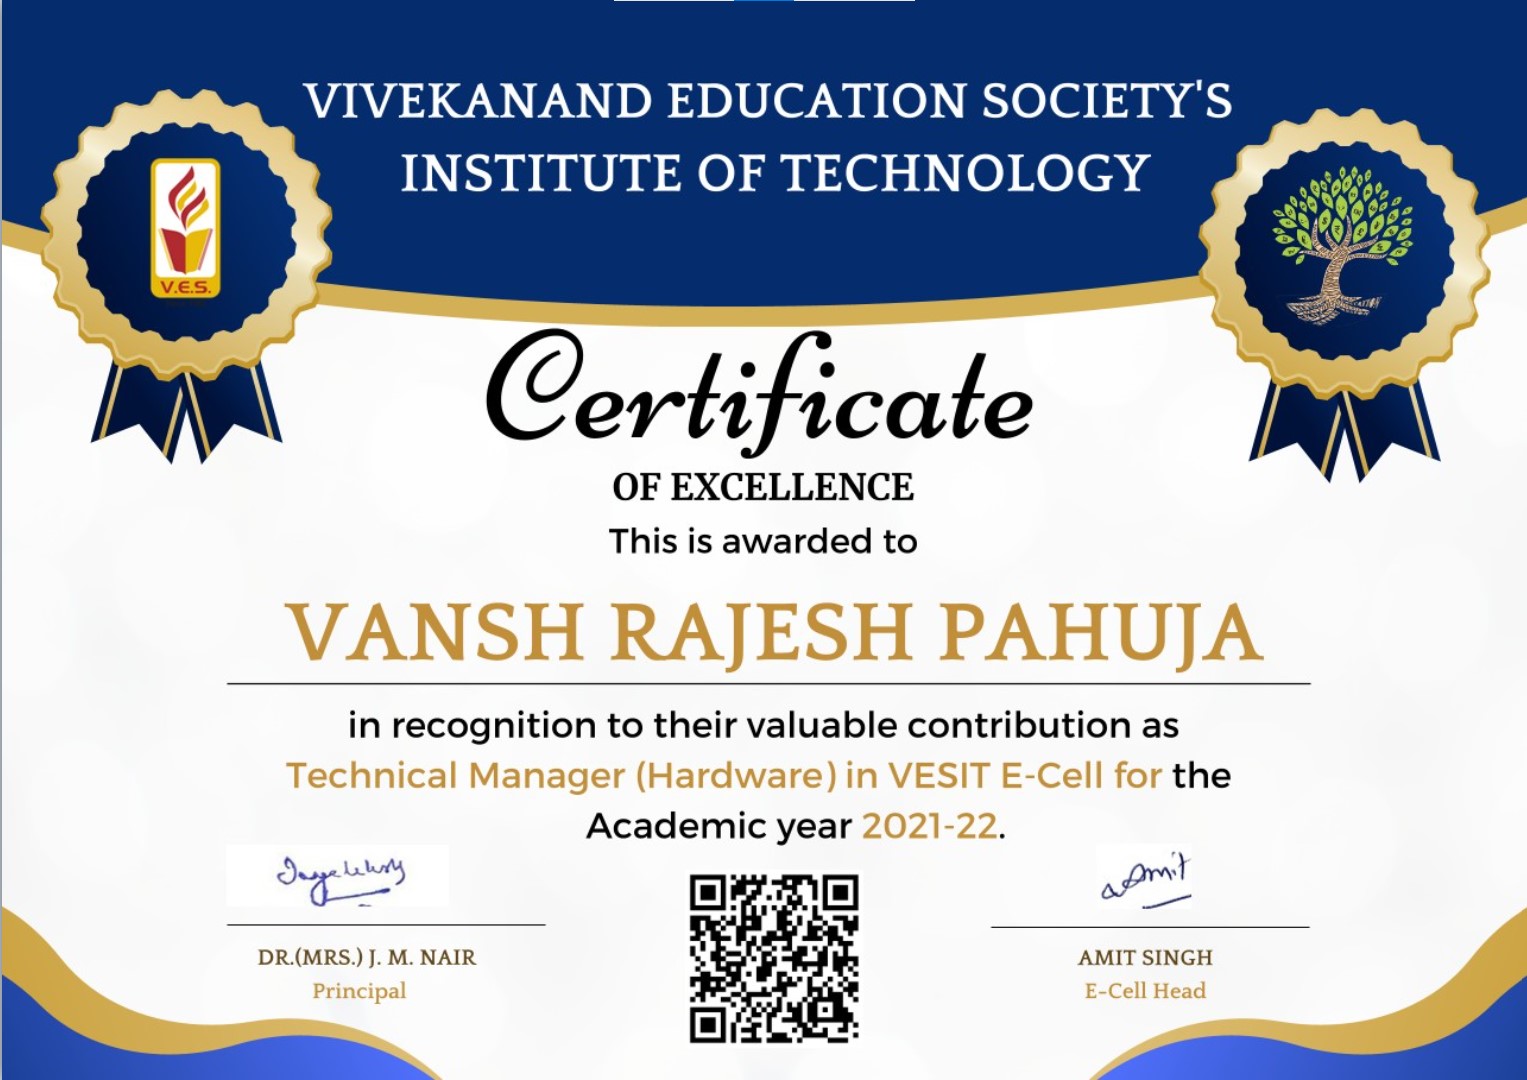 VIVEKANAND EDUCATION SOCIETY'S
INSTITUTE OF TECHNOLOGY
V.E.S.
Certificate
OF EXCELLENCE
This is awarded to
VANSH RAJESH PAHUJA
in recognition to their valuable contribution as
Technical Manager (Hardware) in VESIT E-Cell for the
Academic year 2021-22.
DR.(MRS.) J. M. NAIR
Principal
AMIT SINGH
E-Cell Head